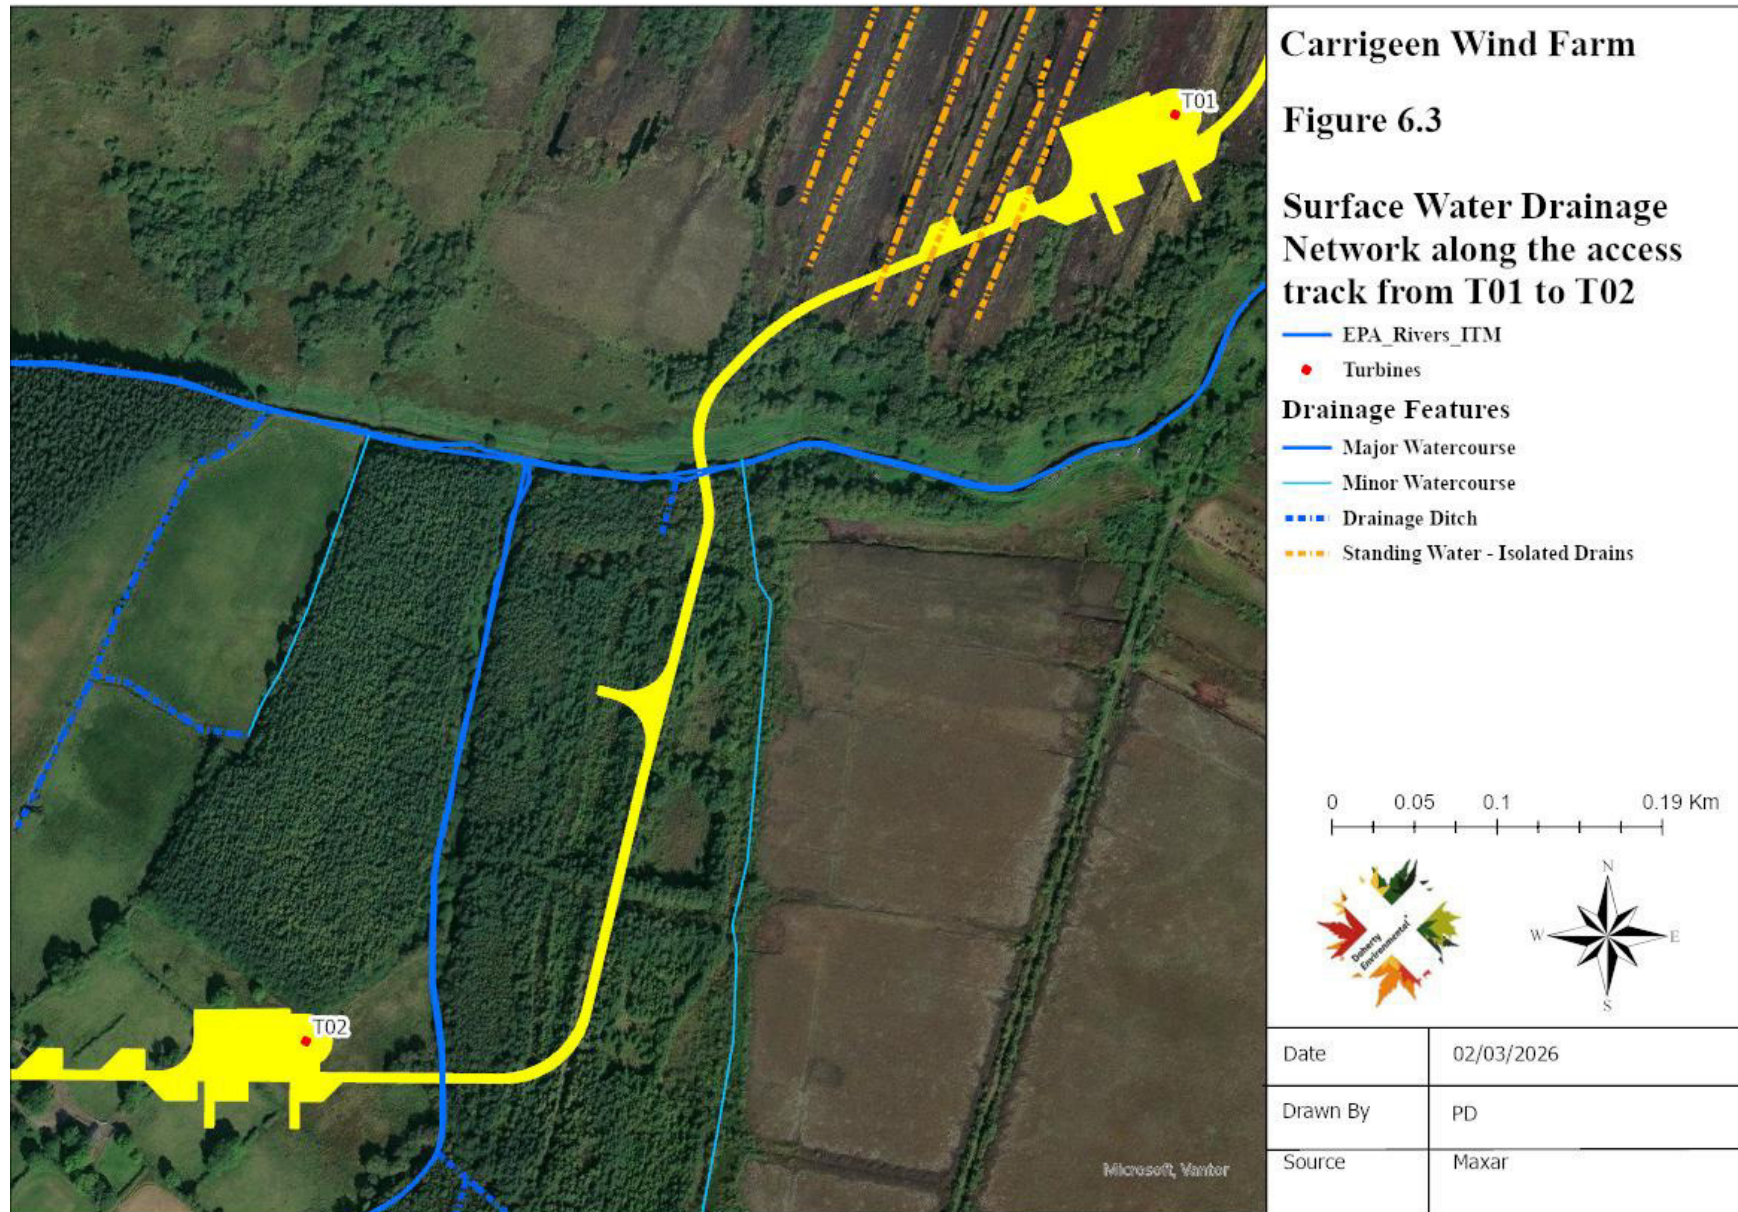 Carrigeen Wind Farm
Figure 6.3
Surface Water Drainage
Network along the access
track from T01 to T02
EPA_Rivers_ITM
Turbines
Drainage Features
Major Watercourse
Minor Watercourse
Drainage Ditch
Standing Water - Isolated Drains
0 0.05 0.1 0.19 Km
Doherty
Environmental
N
W E
S
Date 02/03/2026
Drawn By PD
Source Maxar
T01
T02
Microsoft, Vantor